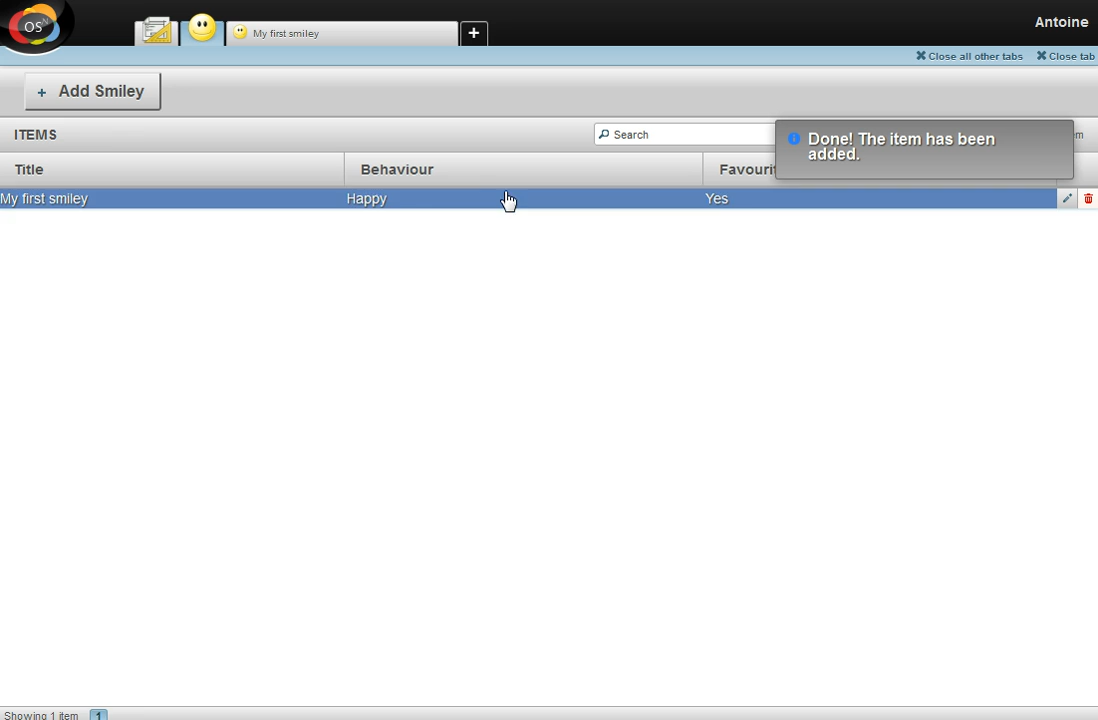 OS
My first smiley
+
Antoine
Close all other tabs
Close tab
+ Add Smiley
ITEMS
Search
Done! The item has been
added.
Title
Behaviour
My first smiley
Happy
Yes
Showing 1 item
1